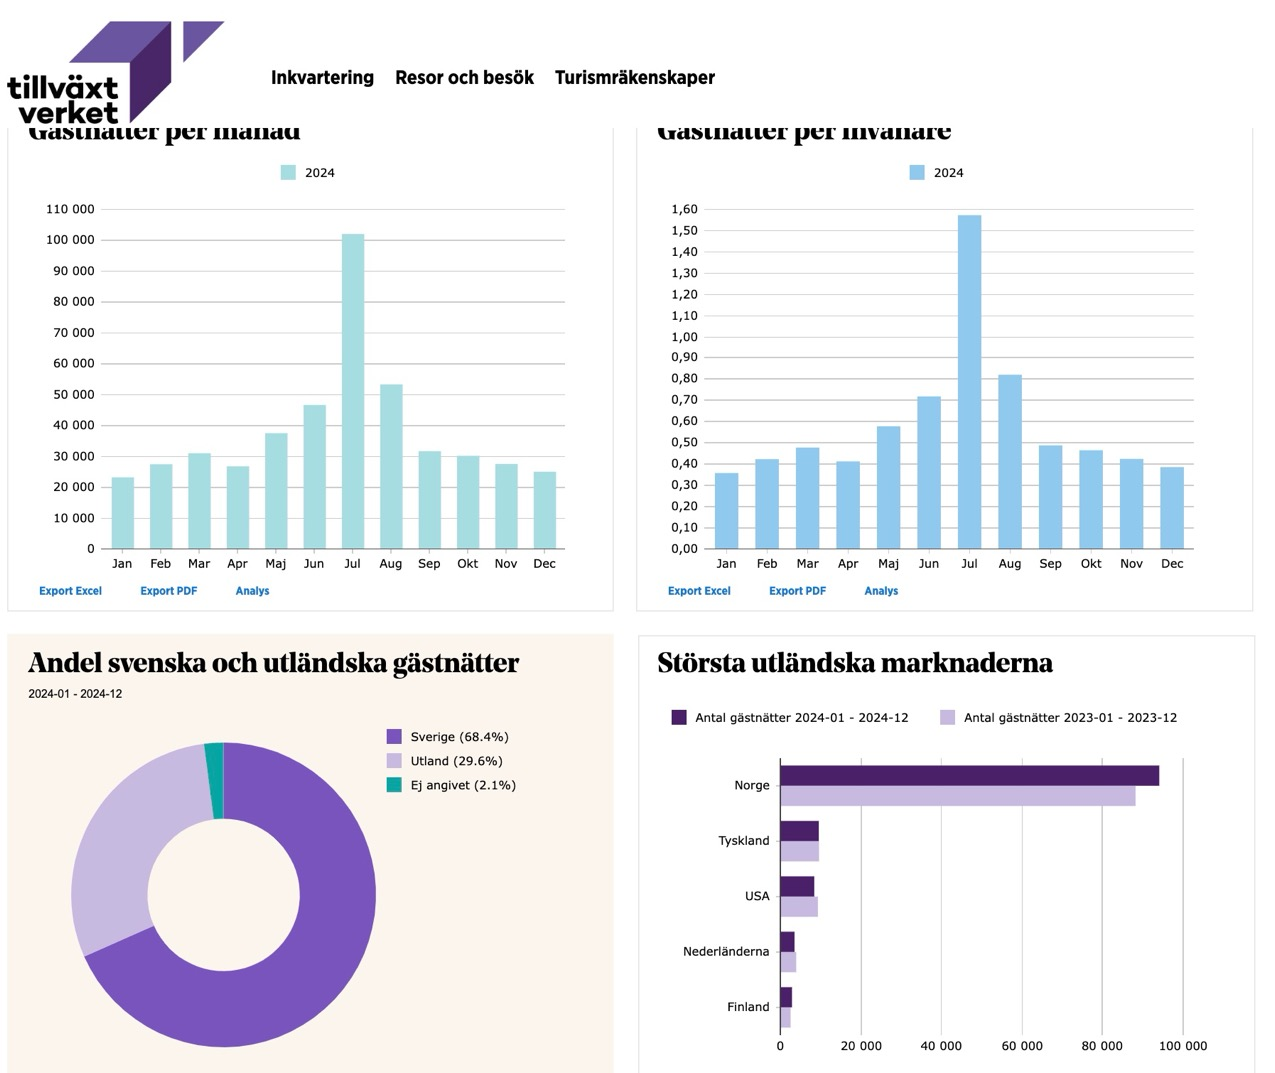 tillväxt
verket
Inkvartering Resor och besök Turismräkenskaper
Gästnätter per månad
2024
110 000
100 000
90 000
80 000
70 000
60 000
50 000
40 000
30 000
20 000
10 000
0
Jan Feb Mar Apr Maj Jun Jul Aug Sep Okt Nov Dec
Export Excel Export PDF Analys
Gästnätter per invånare
2024
1,60
1,50
1,40
1,30
1,20
1,10
1,00
0,90
0,80
0,70
0,60
0,50
0,40
0,30
0,20
0,10
0,00
Jan Feb Mar Apr Maj Jun Jul Aug Sep Okt Nov Dec
Export Excel Export PDF Analys
Andel svenska och utländska gästnätter
2024-01 - 2024-12
Sverige (68.4%)
Utland (29.6%)
Ej angivet (2.1%)
Största utländska marknaderna
Antal gästnätter 2024-01 - 2024-12 Antal gästnätter 2023-01 - 2023-12
Norge
Tyskland
USA
Nederländerna
Finland
0 20 000 40 000 60 000 80 000 100 000